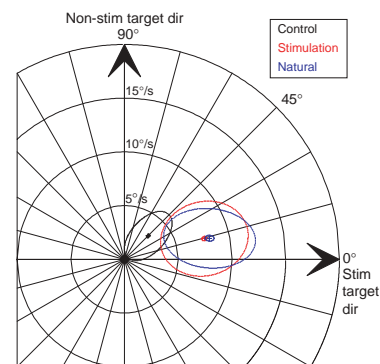 Non-stim target dir
90°
Control
Stimulation
Natural
45°
15°/s
10°/s
5°/s
0°
Stim
target
dir